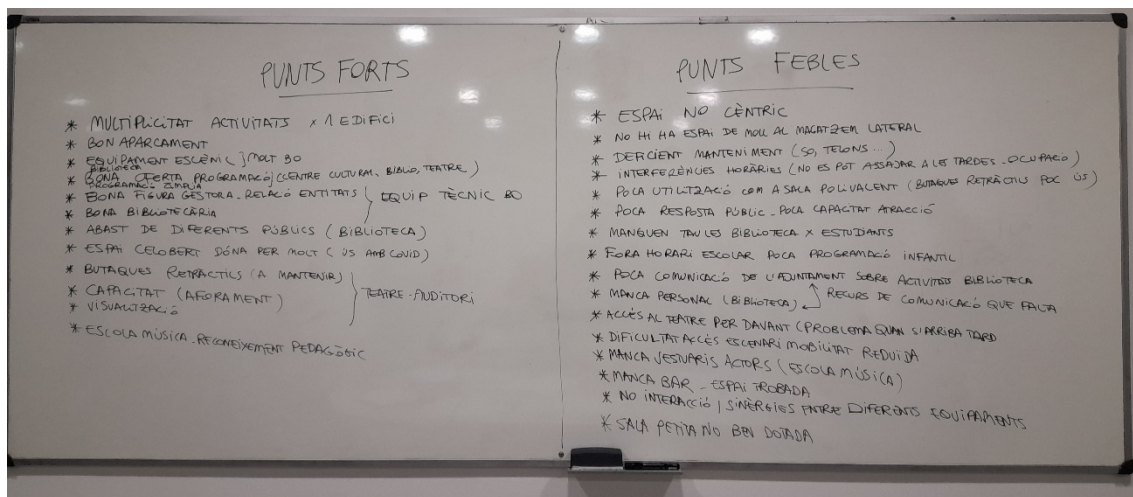 PUNTS FORTS
* MULTIPLICITAT ACTIVITATS x 1 EDIFICI
* BON APARCAMENT
* EQUIPAMENT ESCÈNIC ] MOLT BO
BIBLIOTECA
* BONA OFERTA PROGRAMACIÓ (CENTRE CULTURAL, BIBLIO, TEATRE)
PROGRAMACIÓ ÀMPLIA
* BONA FIGURA GESTORA - RELACIÓ ENTITATS
* BONA BIBLIOTECÀRIA
EQUIP TÈCNIC BO
* ABAST DE DIFERENTS PÚBLICS (BIBLIOTECA)
* ESPAI CELOBERT DÓNA PER MOLT (ÚS AMB COVID)
* BUTAQUES RETRÀCTILS (A MANTENIR)
* CAPACITAT (AFORAMENT)
* VISUALITZACIÓ
TEATRE-AUDITORI
* ESCOLA MÚSICA - RECONEIXEMENT PEDAGÒGIC
PUNTS FEBLES
* ESPAI NO CÈNTRIC
* NO HI HA ESPAI DE MOLL AL MAGATZEM LATERAL
* DEFICIENT MANTENIMENT (SO, TELONS...)
* INTERFERÈNCIES HORÀRIES (NO ES POT ASSAJAR A LES TARDES - OCUPACIÓ)
* POCA UTILITZACIÓ COM A SALA POLIVALENT (BUTAQUES RETRÀCTILS POC ÚS)
* POCA RESPOSTA PÚBLIC - POCA CAPACITAT ATRACCIÓ
* MANQUEN TAULES BIBLIOTECA x ESTUDIANTS
* FORA HORARI ESCOLAR POCA PROGRAMACIÓ INFANTIL
* POCA COMUNICACIÓ DE L'AJUNTAMENT SOBRE ACTIVITATS BIBLIOTECA
* MANCA PERSONAL (BIBLIOTECA) RECURS DE COMUNICACIÓ QUE FALTA
* ACCÉS AL TEATRE PER DAVANT (PROBLEMA QUAN S'ARRIBA TARD
* DIFICULTAT ACCÉS ESCENARI MOBILITAT REDUIDA
* MANCA VESTUARIS ACTORS (ESCOLA MÚSICA)
* MANCA BAR - ESPAI TROBADA
* NO INTERACCIÓ / SINÈRGIES ENTRE DIFERENTS EQUIPAMENTS
* SALA PETITA NO BEN DOTADA